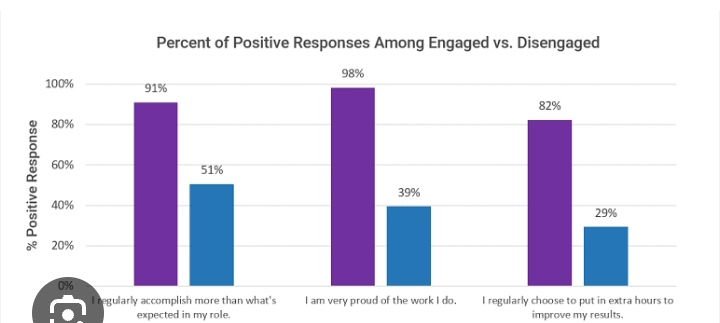 Percent of Positive Responses Among Engaged vs. Disengaged
% Positive Response
100%
80%
60%
40%
20%
0%
91%
51%
98%
39%
82%
29%
I regularly accomplish more than what's
expected in my role.
I am very proud of the work I do.
I regularly choose to put in extra hours to
improve my results.